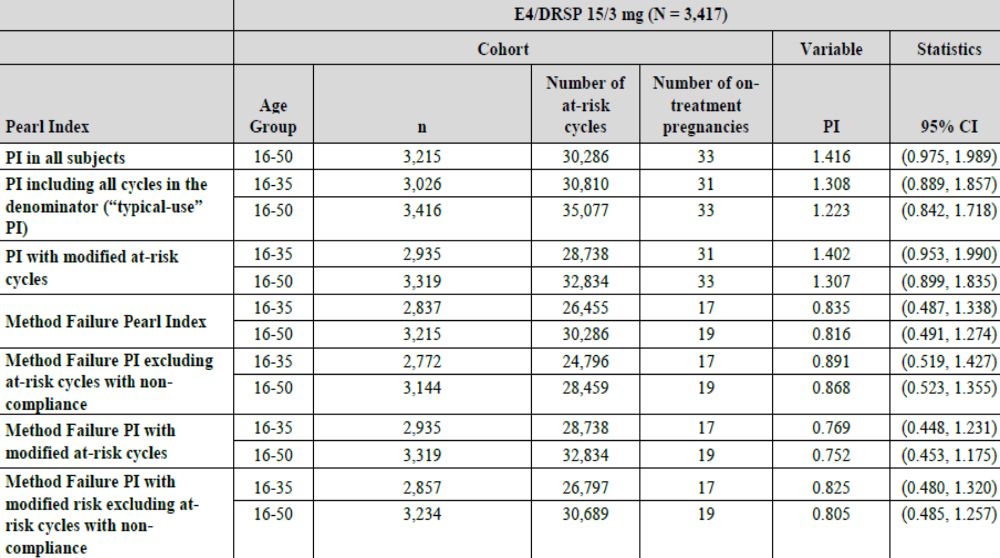 E4/DRSP 15/3 mg (N = 3,417)
Cohort Variable Statistics
Pearl Index Age Group n Number of at-risk cycles Number of on-treatment pregnancies PI 95% CI
PI in all subjects 16-50 3,215 30,286 33 1.416 (0.975, 1.989)
PI including all cycles in the denominator (“typical-use” PI) 16-35 3,026 30,810 31 1.308 (0.889, 1.857)
16-50 3,416 35,077 33 1.223 (0.842, 1.718)
PI with modified at-risk cycles 16-35 2,935 28,738 31 1.402 (0.953, 1.990)
16-50 3,319 32,834 33 1.307 (0.899, 1.835)
Method Failure Pearl Index 16-35 2,837 26,455 17 0.835 (0.487, 1.338)
16-50 3,215 30,286 19 0.816 (0.491, 1.274)
Method Failure PI excluding at-risk cycles with non-compliance 16-35 2,772 24,796 17 0.891 (0.519, 1.427)
16-50 3,144 28,459 19 0.868 (0.523, 1.355)
Method Failure PI with modified at-risk cycles 16-35 2,935 28,738 17 0.769 (0.448, 1.231)
16-50 3,319 32,834 19 0.752 (0.453, 1.175)
Method Failure PI with modified risk excluding at-risk cycles with non-compliance 16-35 2,857 26,797 17 0.825 (0.480, 1.320)
16-50 3,234 30,689 19 0.805 (0.485, 1.257)